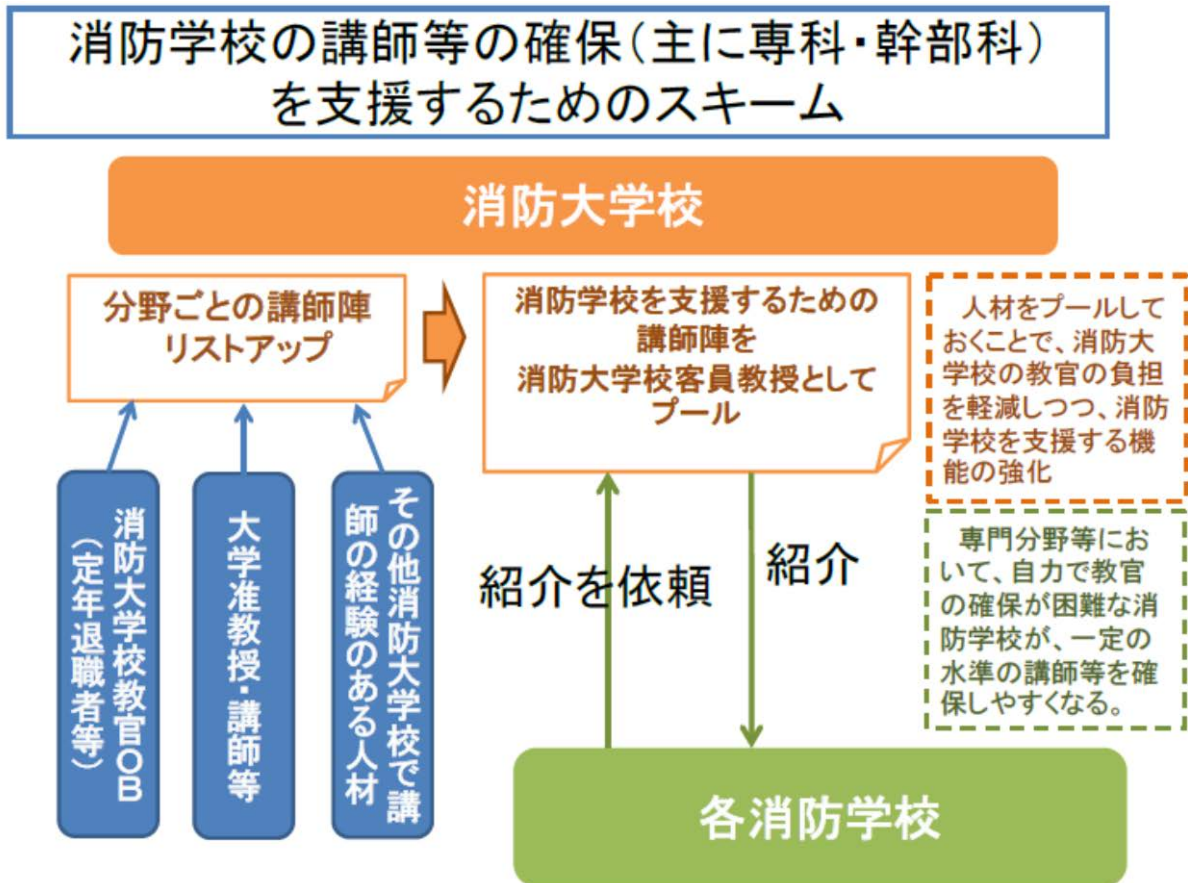 消防学校の講師等の確保（主に専科・幹部科）
を支援するためのスキーム
消防大学校
分野ごとの講師陣
リストアップ
消防学校を支援するための
講師陣を
消防大学校客員教授として
プール
人材をプールして
おくことで、消防大
学校の教官の負担
を軽減しつつ、消防
学校を支援する機
能の強化
消防大学校教官ＯＢ
（定年退職者等）
大学准教授・講師等
その他消防大学校で講
師の経験のある人材
紹介を依頼
紹介
専門分野等にお
いて、自力で教官
の確保が困難な消
防学校が、一定の
水準の講師等を確
保しやすくなる。
各消防学校